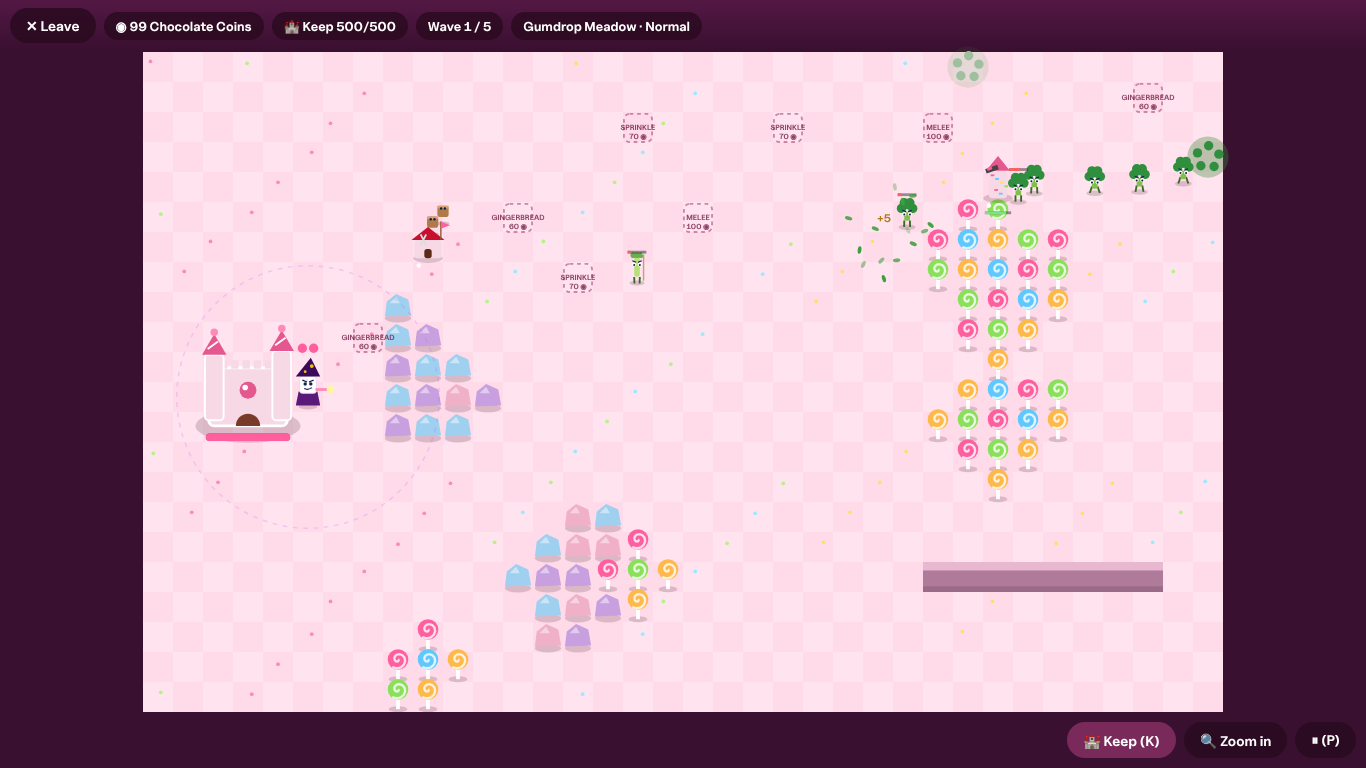 ✕ Leave
◉ 99 Chocolate Coins
🏰 Keep 500/500
Wave 1 / 5
Gumdrop Meadow · Normal
GINGERBREAD
60 ◉
SPRINKLE
70 ◉
SPRINKLE
70 ◉
MELEE
100 ◉
GINGERBREAD
60 ◉
MELEE
100 ◉
+5
SPRINKLE
70 ◉
GINGERBREAD
60 ◉
🏰 Keep (K)
🔍 Zoom in
⏸ (P)